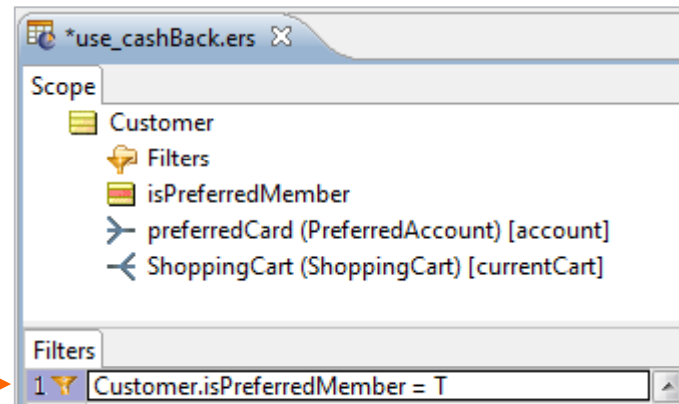 *use_cashBack.ers
Scope
Customer
Filters
isPreferredMember
preferredCard (PreferredAccount) [account]
ShoppingCart (ShoppingCart) [currentCart]
Filters
1 Customer.isPreferredMember = T